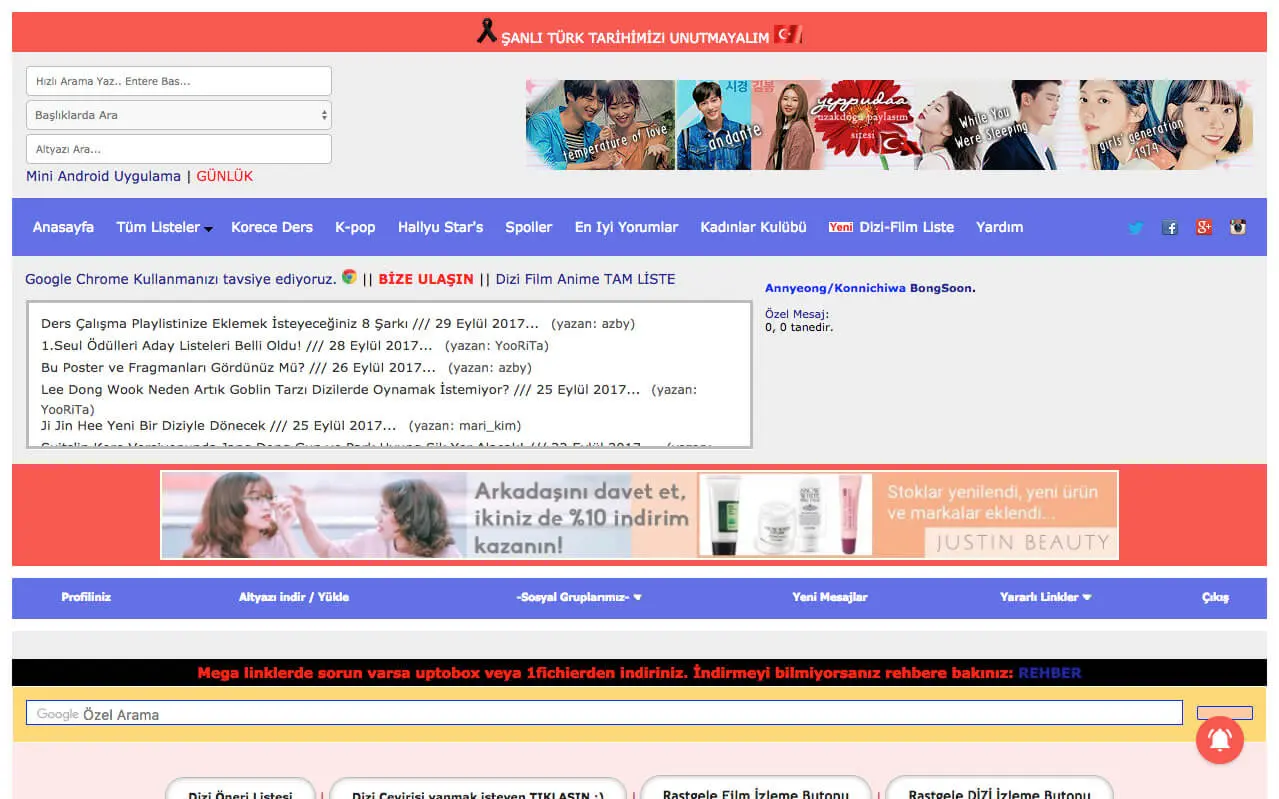 ŞANLI TÜRK TARİHİMİZI UNUTMAYALIM
Hızlı Arama Yaz.. Entere Bas...
Başlıklarda Ara
Altyazı Ara...
Mini Android Uygulama | GÜNLÜK
temperature of love
시경 김봄
andante
yeppudaa
uzakdoğu paylaşım
sitesi
While You
Were Sleeping
girls' generation
1979
Anasayfa Tüm Listeler Korece Ders K-pop Hallyu Star's Spoiler En Iyi Yorumlar Kadınlar Kulübü Yeni Dizi-Film Liste Yardım
Google Chrome Kullanmanızı tavsiye ediyoruz. || BİZE ULAŞIN || Dizi Film Anime TAM LİSTE
Ders Çalışma Playlistinize Eklemek İsteyeceğiniz 8 Şarkı /// 29 Eylül 2017... (yazan: azby)
1.Seul Ödülleri Aday Listeleri Belli Oldu! /// 28 Eylül 2017... (yazan: YooRiTa)
Bu Poster ve Fragmanları Gördünüz Mü? /// 26 Eylül 2017... (yazan: azby)
Lee Dong Wook Neden Artık Goblin Tarzı Dizilerde Oynamak İstemiyor? /// 25 Eylül 2017... (yazan:
YooRiTa)
Ji Jin Hee Yeni Bir Diziyle Dönecek /// 25 Eylül 2017... (yazan: mari_kim)
Annyeong/Konnichiwa BongSoon.
Özel Mesaj:
0, 0 tanedir.
Arkadaşını davet et,
ikiniz de %10 indirim
kazanın!
Stoklar yenilendi, yeni ürün
ve markalar eklendi...
JUSTIN BEAUTY
Profiliniz Altyazı indir / Yükle -Sosyal Gruplarımız- Yeni Mesajlar Yararlı Linkler Çıkış
Mega linklerde sorun varsa uptobox veya 1fichierden indiriniz. İndirmeyi bilmiyorsanız rehbere bakınız: REHBER
Google Özel Arama
Dizi Öneri Listesi | Dizi Çevirisi yapmak isteyen TIKLASIN :) | Rastgele Film İzleme Butonu | Rastgele DİZİ İzleme Butonu